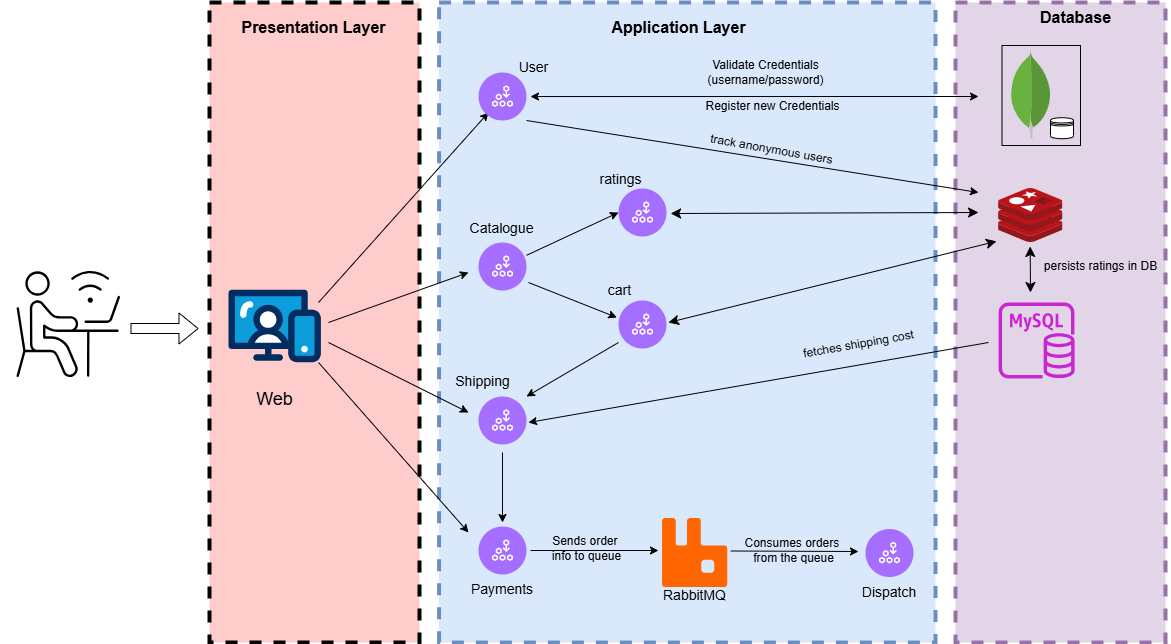 Presentation Layer
Application Layer
Database
User
Validate Credentials
(username/password)
Register new Credentials
track anonymous users
ratings
Catalogue
persists ratings in DB
cart
MySQL
fetches shipping cost
Shipping
Web
Sends order
info to queue
Consumes orders
from the queue
Payments
RabbitMQ
Dispatch